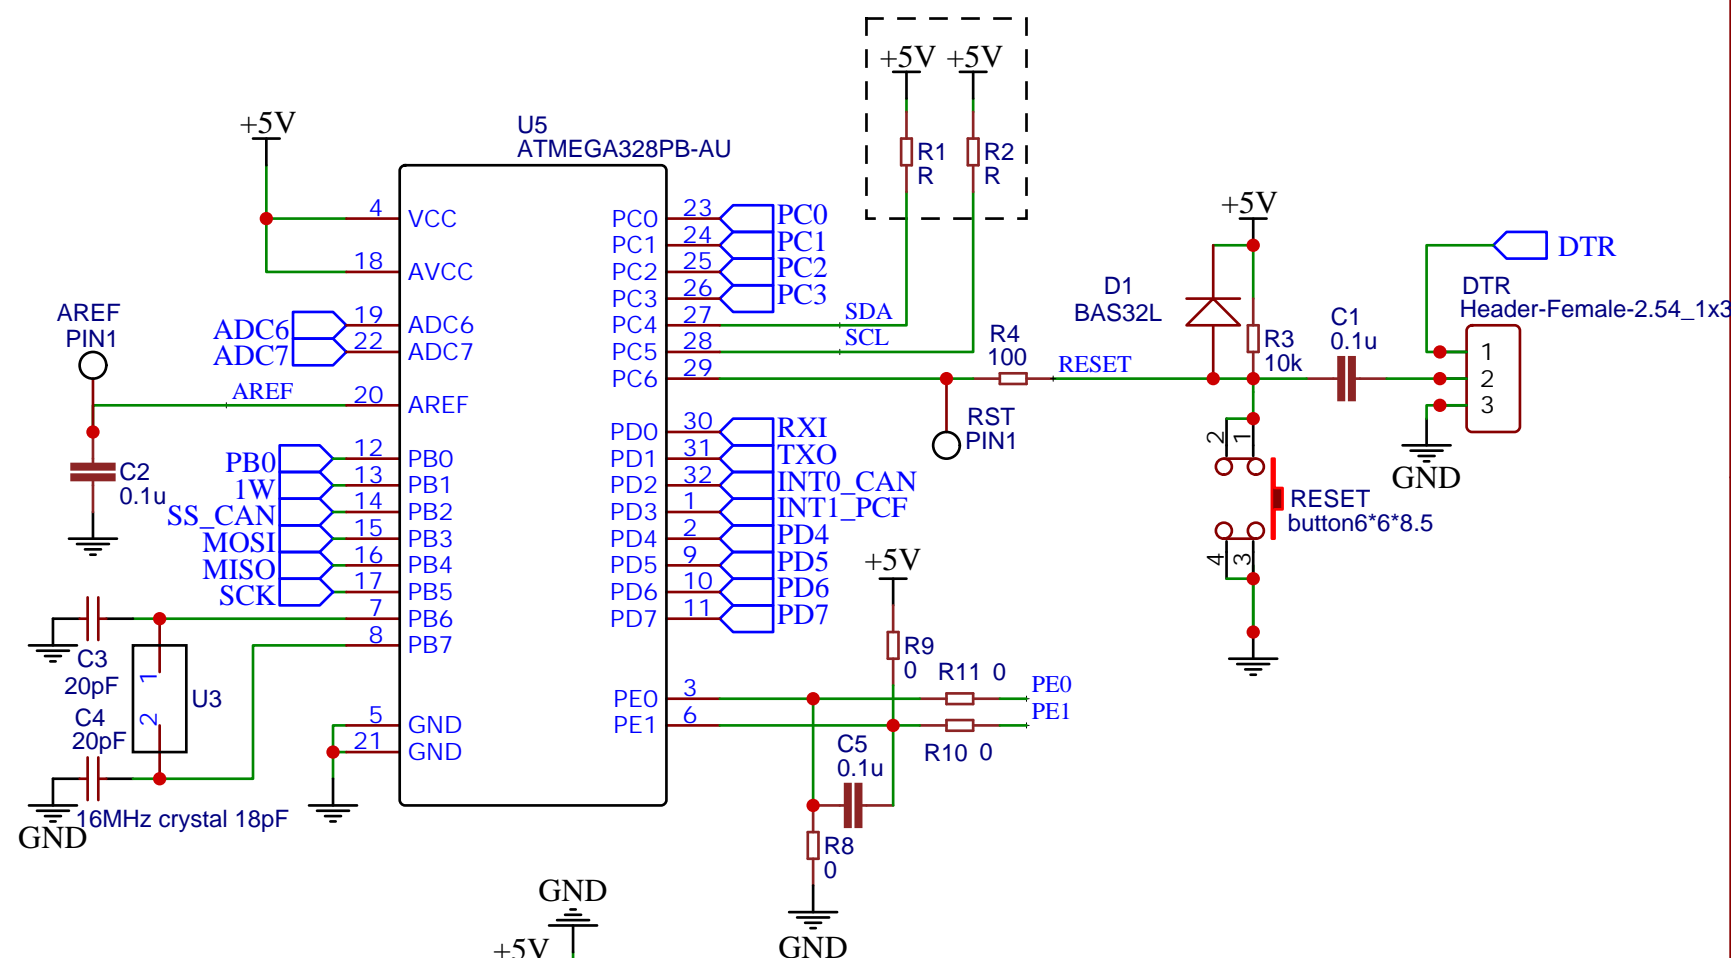 +5V +5V
R1
R
R2
R
+5V
U5
ATMEGA328PB-AU
4 VCC
18 AVCC
19 ADC6
22 ADC7
20 AREF
12 PB0
13 PB1
14 PB2
15 PB3
16 PB4
17 PB5
7 PB6
8 PB7
5 GND
21 GND
PC0 23 PC0
PC1 24 PC1
PC2 25 PC2
PC3 26 PC3
PC4 27 SDA
PC5 28 SCL
PC6 29
PD0 30 RXI
PD1 31 TXO
PD2 32 INT0_CAN
PD3 1 INT1_PCF
PD4 2 PD4
PD5 9 PD5
PD6 10 PD6
PD7 11 PD7
PE0 3
PE1 6
AREF
PIN1
ADC6
ADC7
AREF
C2
0.1u
PB0
1W
SS_CAN
MOSI
MISO
SCK
C3
20pF
1
2
U3
C4
20pF
16MHz crystal 18pF
GND
R4
100
RESET
RST
PIN1
+5V
D1
BAS32L
R3
10k
C1
0.1u
DTR
DTR
Header-Female-2.54_1x3
1
2
3
GND
2 1
RESET
button6*6*8.5
4 3
+5V
R9
0
R11 0
PE0
PE1
R10 0
C5
0.1u
R8
0
GND
GND
+5V